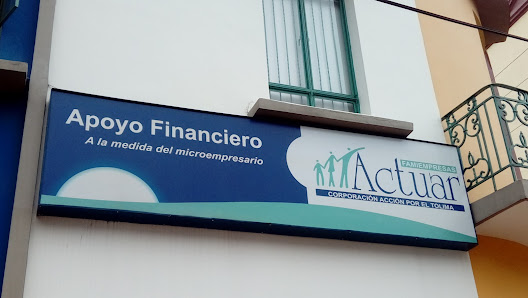 Apoyo Financiero
A la medida del microempresario
FAMIEMPRESAS
Actuar
CORPORACIÓN ACCIÓN POR EL TOLIMA